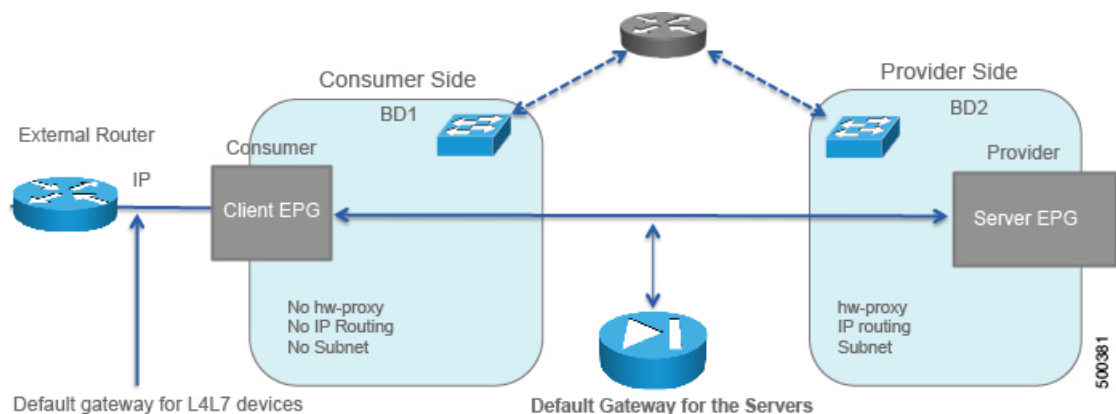 Consumer Side
Provider Side
BD1
BD2
External Router
Consumer
Provider
IP
Client EPG
Server EPG
No hw-proxy
No IP Routing
No Subnet
hw-proxy
IP routing
Subnet
500381
Default gateway for L4L7 devices
Default Gateway for the Servers